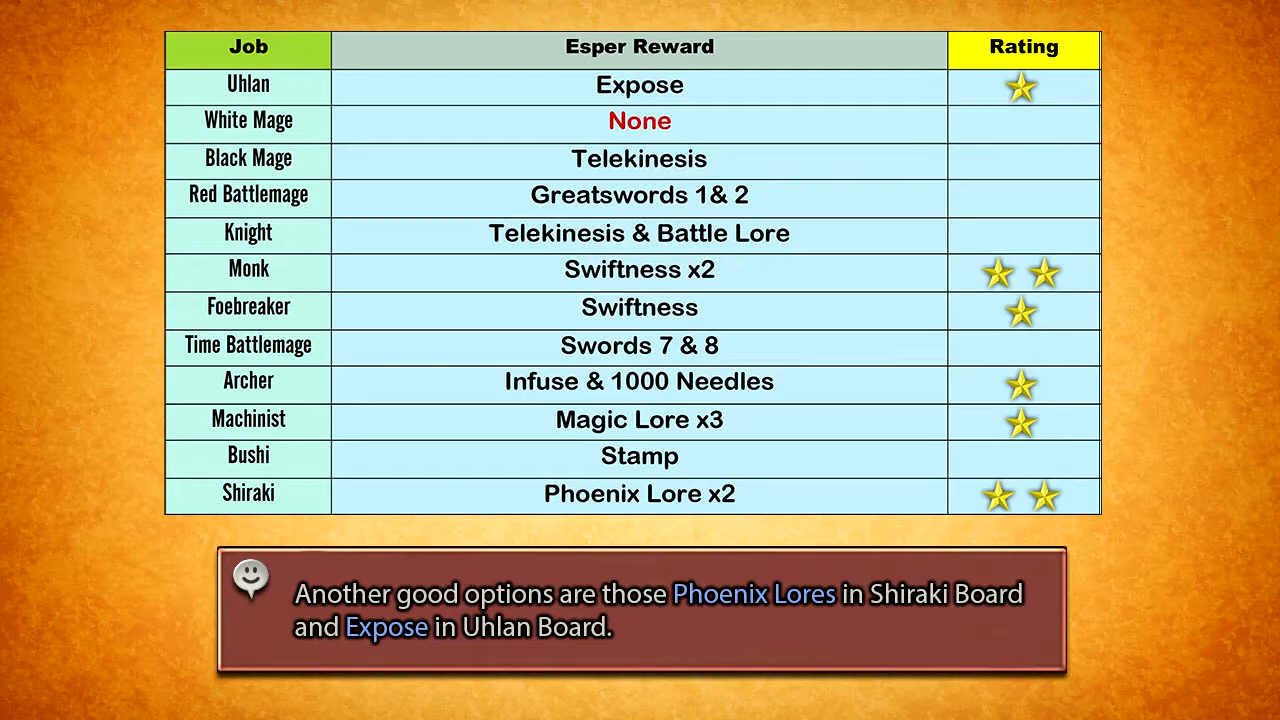 Job Esper Reward Rating
Uhlan Expose
White Mage None
Black Mage Telekinesis
Red Battlemage Greatswords 1& 2
Knight Telekinesis & Battle Lore
Monk Swiftness x2
Foebreaker Swiftness
Time Battlemage Swords 7 & 8
Archer Infuse & 1000 Needles
Machinist Magic Lore x3
Bushi Stamp
Shiraki Phoenix Lore x2
Another good options are those Phoenix Lores in Shiraki Board
and Expose in Uhlan Board.